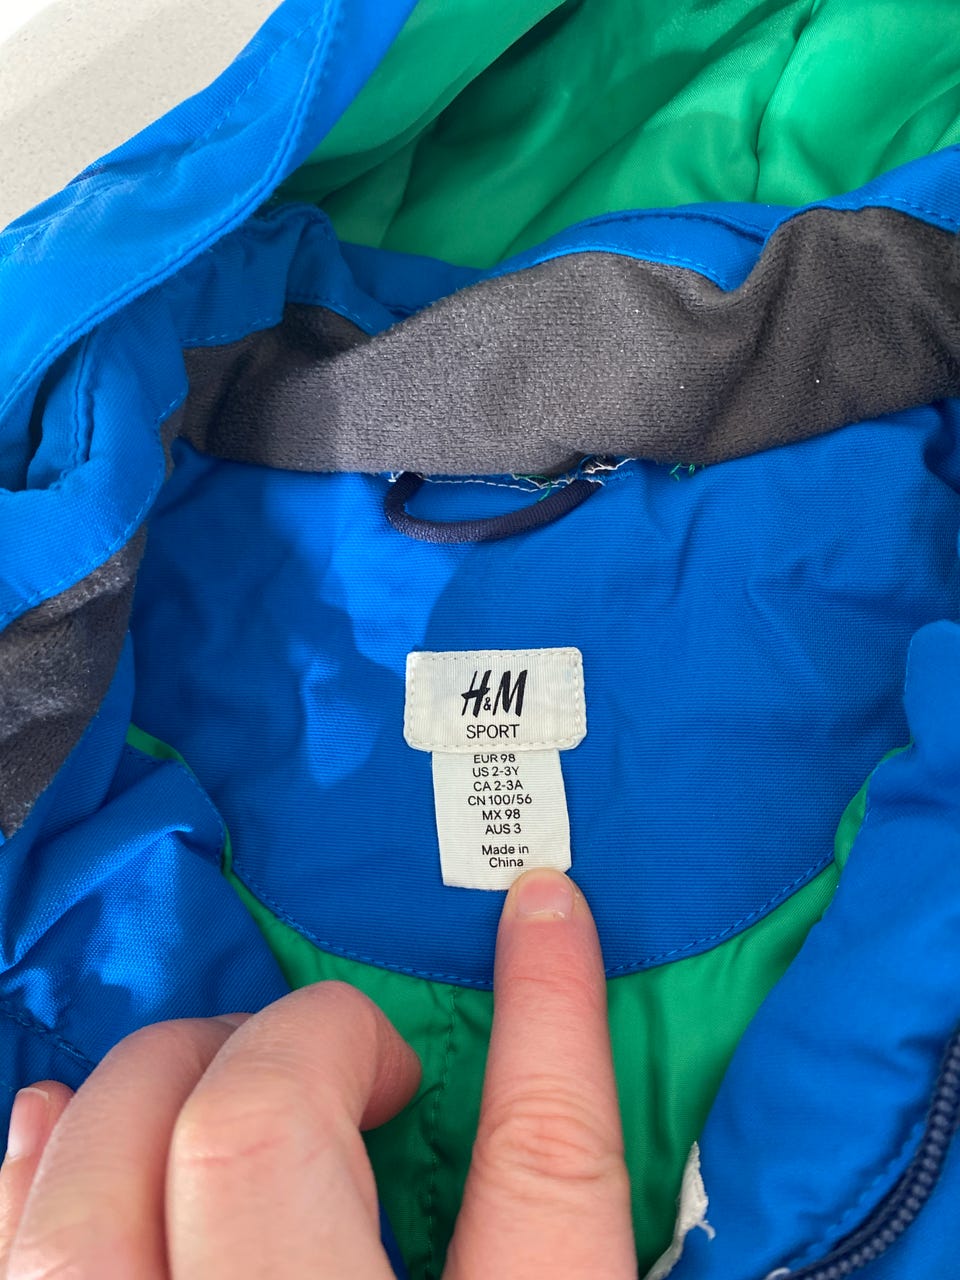 H&M
SPORT
EUR 98
US 2-3Y
CA 2-3A
CN 100/56
MX 98
AUS 3
Made in
China